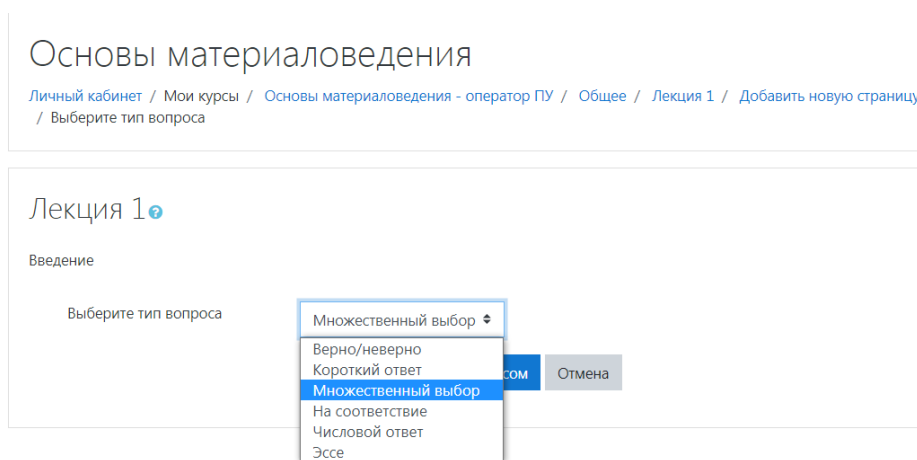 Основы материаловедения
Личный кабинет / Мои курсы / Основы материаловедения - оператор ПУ / Общее / Лекция 1 / Добавить новую страницу
/ Выберите тип вопроса
Лекция 1
Введение
Выберите тип вопроса
Множественный выбор
Верно/неверно
Короткий ответ
Множественный выбор
сом Отмена
На соответствие
Числовой ответ
Эссе